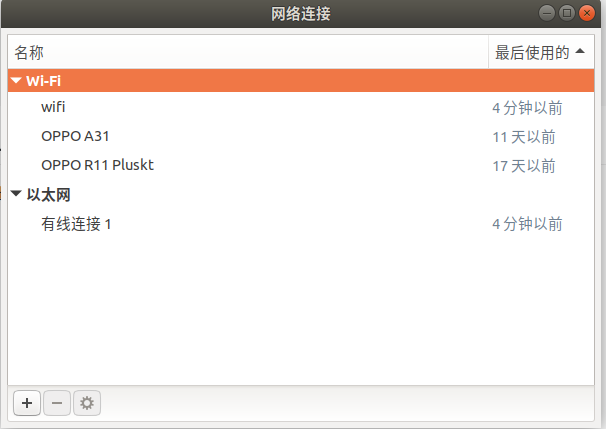 网络连接
名称 最后使用的
Wi-Fi
wifi 4 分钟以前
OPPO A31 11 天以前
OPPO R11 Pluskt 17 天以前
以太网
有线连接 1 4 分钟以前